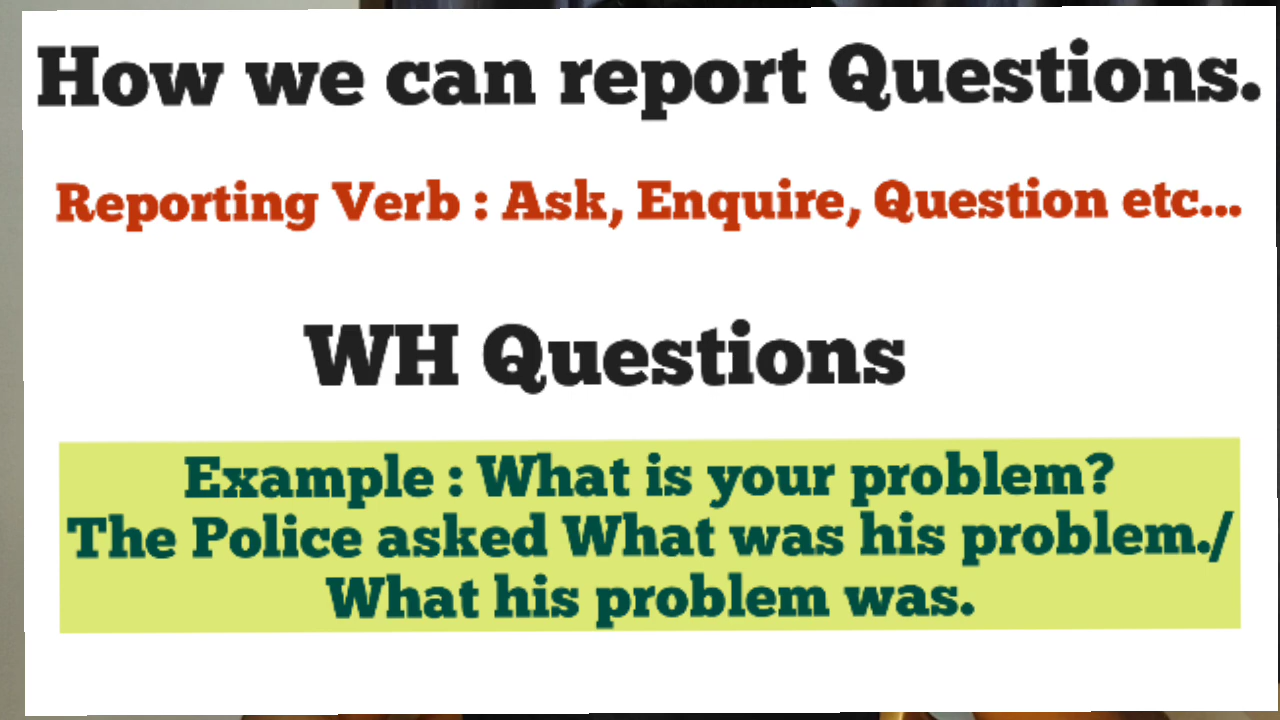 How we can report Questions.
Reporting Verb : Ask, Enquire, Question etc...
WH Questions
Example : What is your problem?
The Police asked What was his problem./
What his problem was.